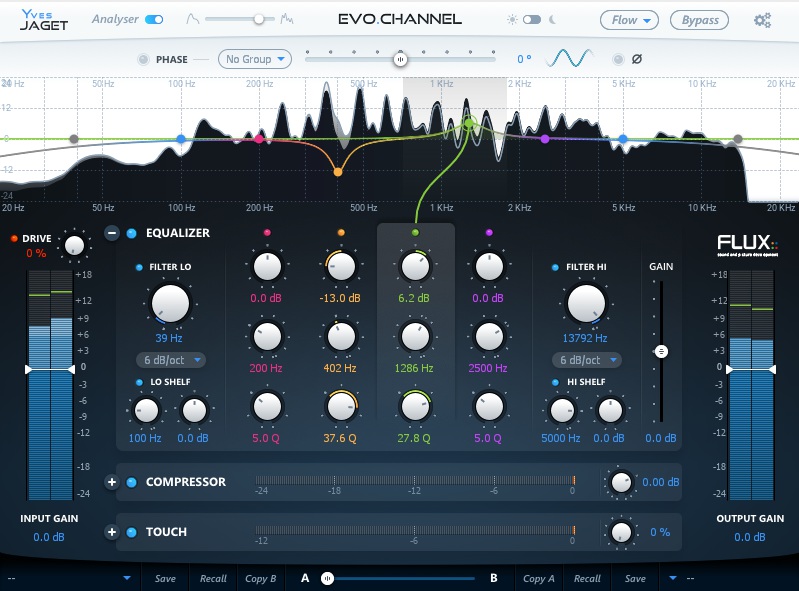 YVES JAGET
Analyser
EVO.CHANNEL
Flow
Bypass
PHASE
No Group
0 °
Ø
20 Hz 50 Hz 100 Hz 200 Hz 500 Hz 1 KHz 2 KHz 5 KHz 10 KHz 20 KHz
24
12
0
-12
-24
20 Hz 50 Hz 100 Hz 200 Hz 500 Hz 1 KHz 2 KHz 5 KHz 10 KHz 20 KHz
DRIVE
0 %
EQUALIZER
FLUX::
sound and picture development
FILTER LO
39 Hz
6 dB/oct
LO SHELF
100 Hz 0.0 dB
0.0 dB -13.0 dB 6.2 dB 0.0 dB
200 Hz 402 Hz 1286 Hz 2500 Hz
5.0 Q 37.6 Q 27.8 Q 5.0 Q
FILTER HI
13792 Hz
6 dB/oct
HI SHELF
5000 Hz 0.0 dB
GAIN
0.0 dB
+18
+12
+9
+6
+3
0
-3
-6
-9
-12
-18
-24
INPUT GAIN
0.0 dB
COMPRESSOR
-24 -18 -12 -6 0
0.00 dB
TOUCH
-12 -6 0
0 %
+18
+12
+9
+6
+3
0
-3
-6
-9
-12
-18
-24
OUTPUT GAIN
0.0 dB
-- Save Recall Copy B A B Copy A Recall Save --